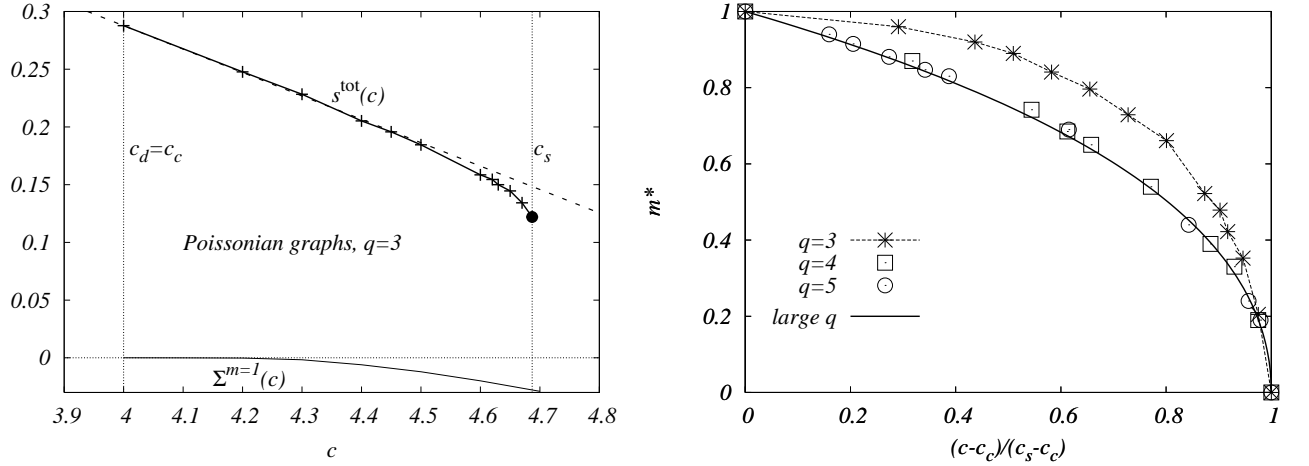 0.3
0.25
0.2
0.15
0.1
0.05
0
s^tot(c)
c_d=c_c
c_s
Poissonian graphs, q=3
Σ^m=1(c)
3.9 4 4.1 4.2 4.3 4.4 4.5 4.6 4.7 4.8
c
m*
1
0.8
0.6
0.4
0.2
0
q=3
q=4
q=5
large q
0 0.2 0.4 0.6 0.8 1
(c-c_c)/(c_s-c_c)